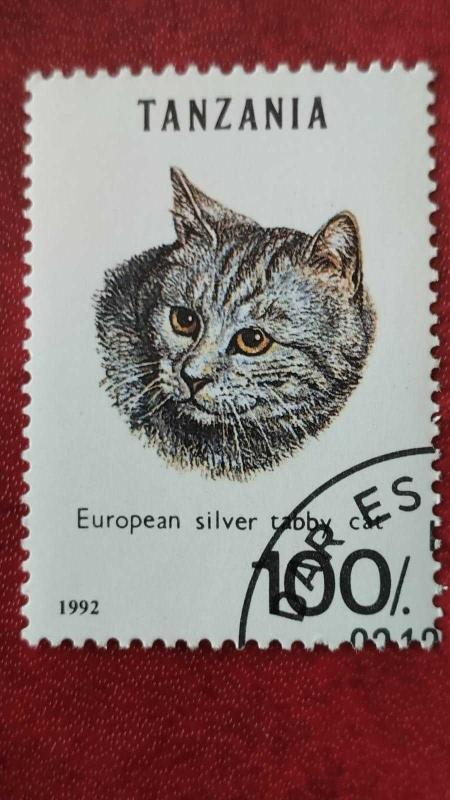 TANZANIA
European silver tabby cat
DAR ES
100/.
1992